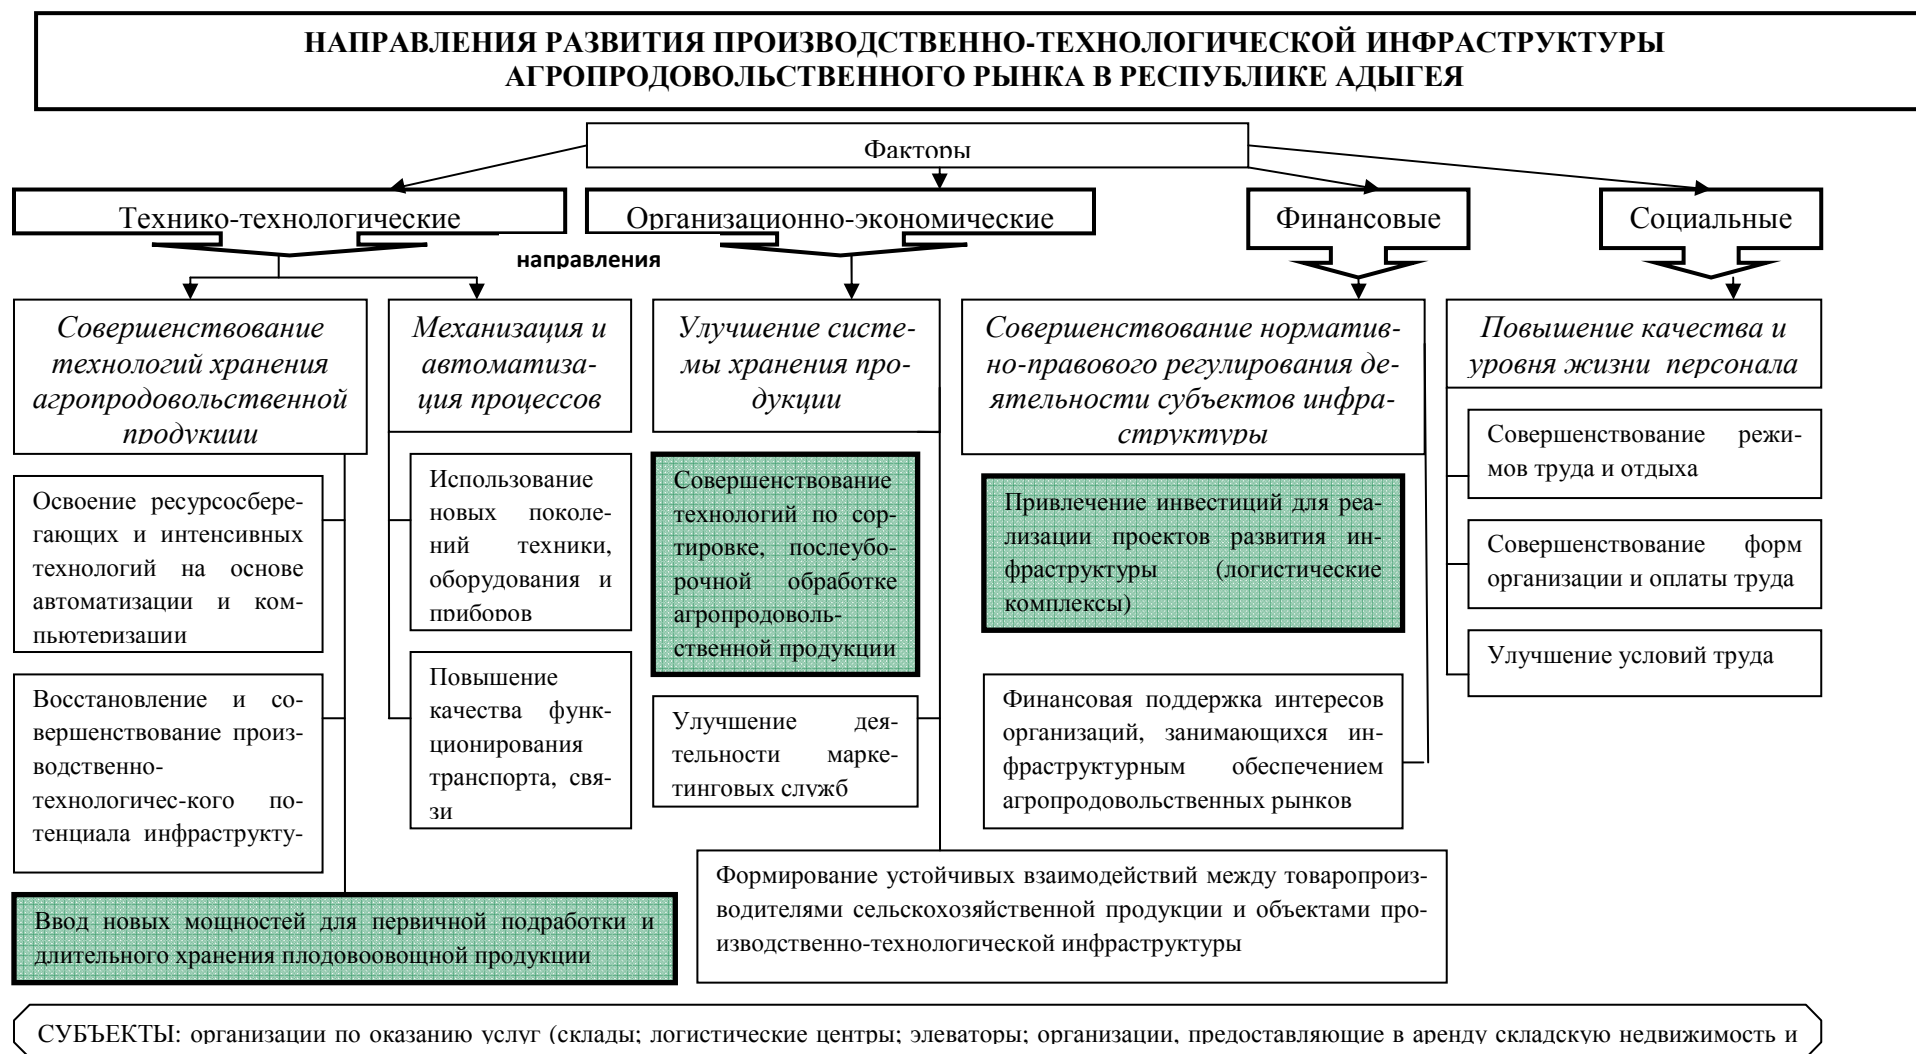 НАПРАВЛЕНИЯ РАЗВИТИЯ ПРОИЗВОДСТВЕННО-ТЕХНОЛОГИЧЕСКОЙ ИНФРАСТРУКТУРЫ
АГРОПРОДОВОЛЬСТВЕННОГО РЫНКА В РЕСПУБЛИКЕ АДЫГЕЯ
Факторы
Технико-технологические
Организационно-экономические
Финансовые
Социальные
направления
Совершенствование
технологий хранения
агропродовольственной
продукции
Механизация и
автоматиза-
ция процессов
Улучшение систе-
мы хранения про-
дукции
Совершенствование норматив-
но-правового регулирования де-
ятельности субъектов инфра-
структуры
Повышение качества и
уровня жизни персонала
Освоение ресурсосбере-
гающих и интенсивных
технологий на основе
автоматизации и ком-
пьютеризации
Восстановление и со-
вершенствование произ-
водственно-
технологичес-кого по-
тенциала инфраструкту-
Ввод новых мощностей для первичной подработки и
длительного хранения плодовоовощной продукции
Использование
новых поколе-
ний техники,
оборудования и
приборов
Повышение
качества функ-
ционирования
транспорта, свя-
зи
Совершенствование
технологий по сор-
тировке, послеубо-
рочной обработке
агропродоволь-
ственной продукции
Улучшение дея-
тельности марке-
тинговых служб
Формирование устойчивых взаимодействий между товаропроиз-
водителями сельскохозяйственной продукции и объектами про-
изводственно-технологической инфраструктуры
Привлечение инвестиций для реа-
лизации проектов развития ин-
фраструктуры (логистические
комплексы)
Финансовая поддержка интересов
организаций, занимающихся ин-
фраструктурным обеспечением
агропродовольственных рынков
Совершенствование режи-
мов труда и отдыха
Совершенствование форм
организации и оплаты труда
Улучшение условий труда
СУБЪЕКТЫ: организации по оказанию услуг (склады; логистические центры; элеваторы; организации, предоставляющие в аренду складскую недвижимость и